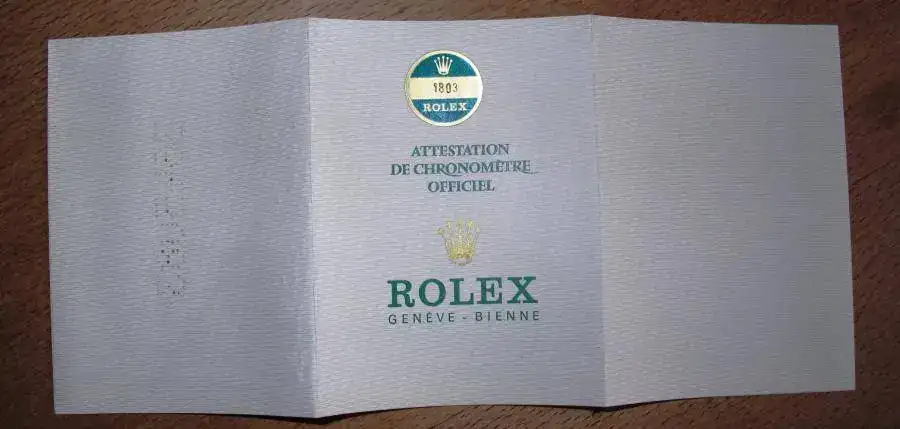 1803
ROLEX
ATTESTATION
DE CHRONOMÈTRE
OFFICIEL
ROLEX
GENÈVE - BIENNE